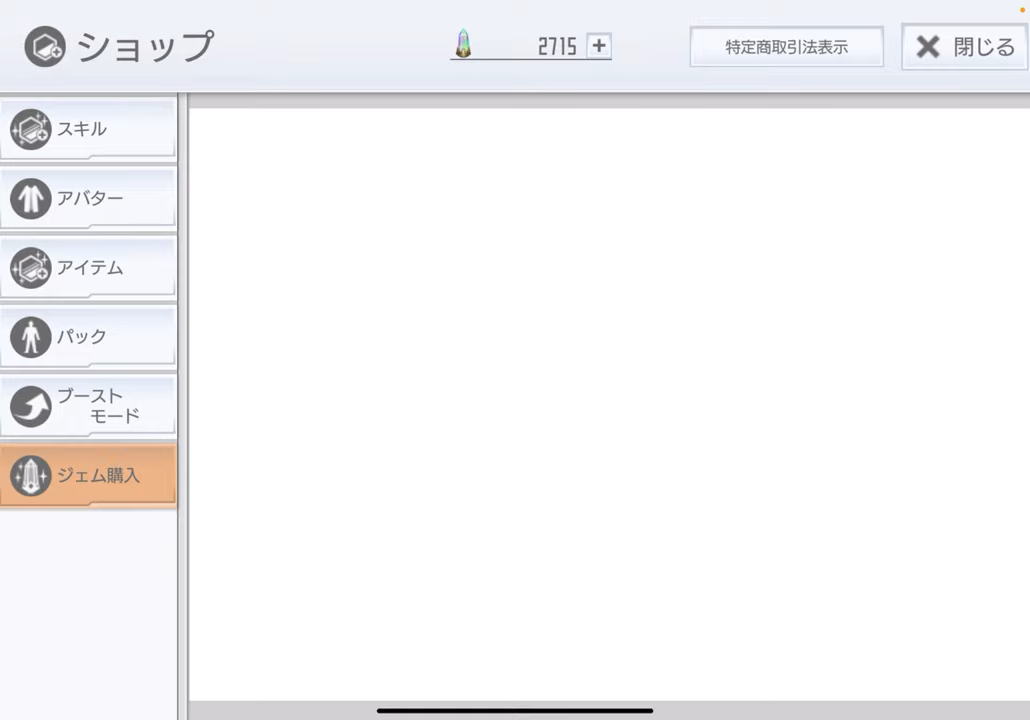 ショップ
2715
特定商取引法表示
閉じる
スキル
アバター
アイテム
パック
ブースト
モード
ジェム購入